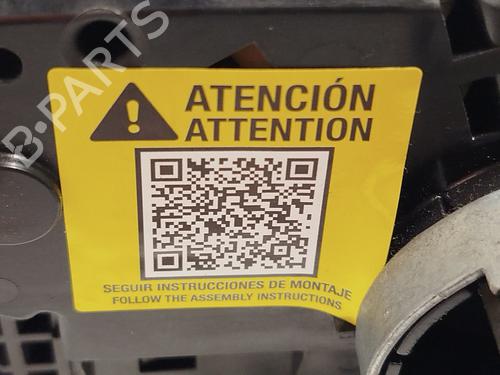 B·PARTS
ATENCIÓN
ATTENTION
SEGUIR INSTRUCCIONES DE MONTAJE
FOLLOW THE ASSEMBLY INSTRUCTIONS